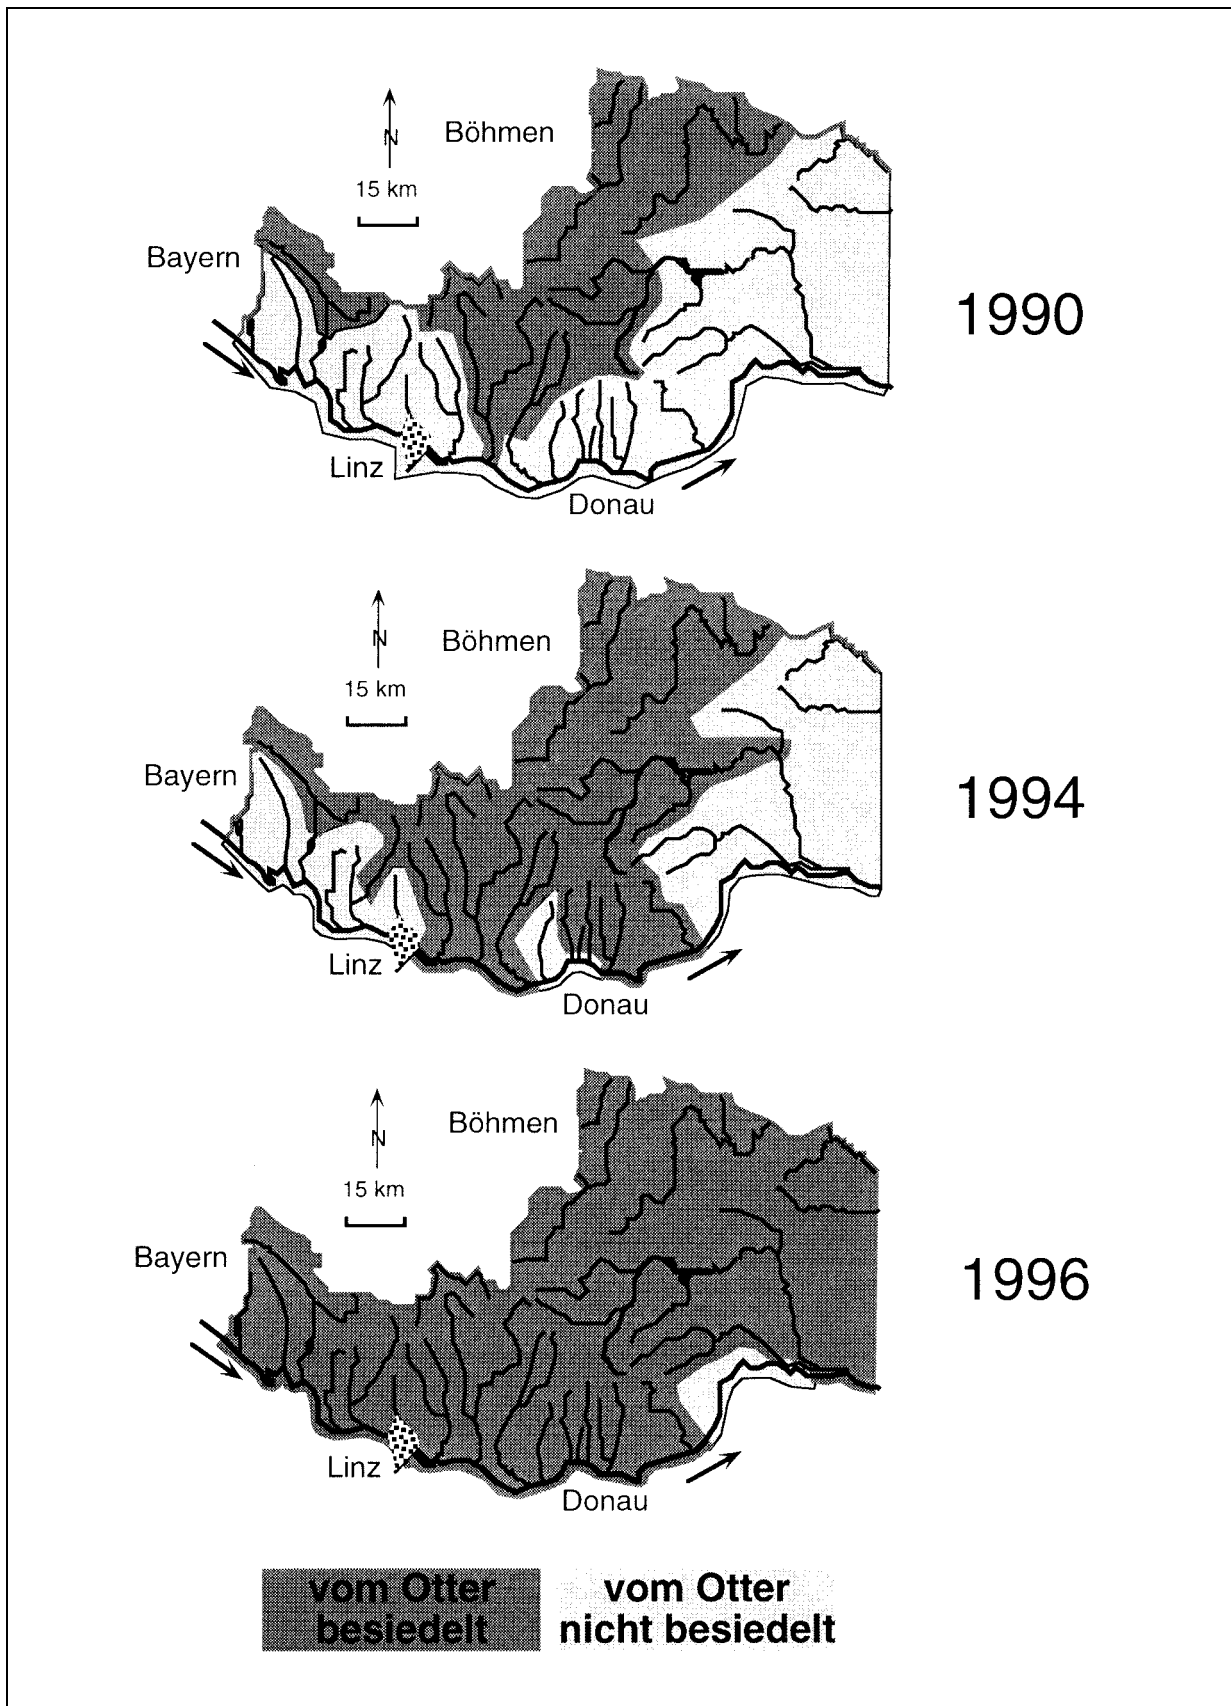 Böhmen
N
15 km
Bayern
1990
Linz
Donau
Böhmen
N
15 km
Bayern
1994
Linz
Donau
Böhmen
N
15 km
Bayern
1996
Linz
Donau
vom Otter
besiedelt
vom Otter
nicht besiedelt